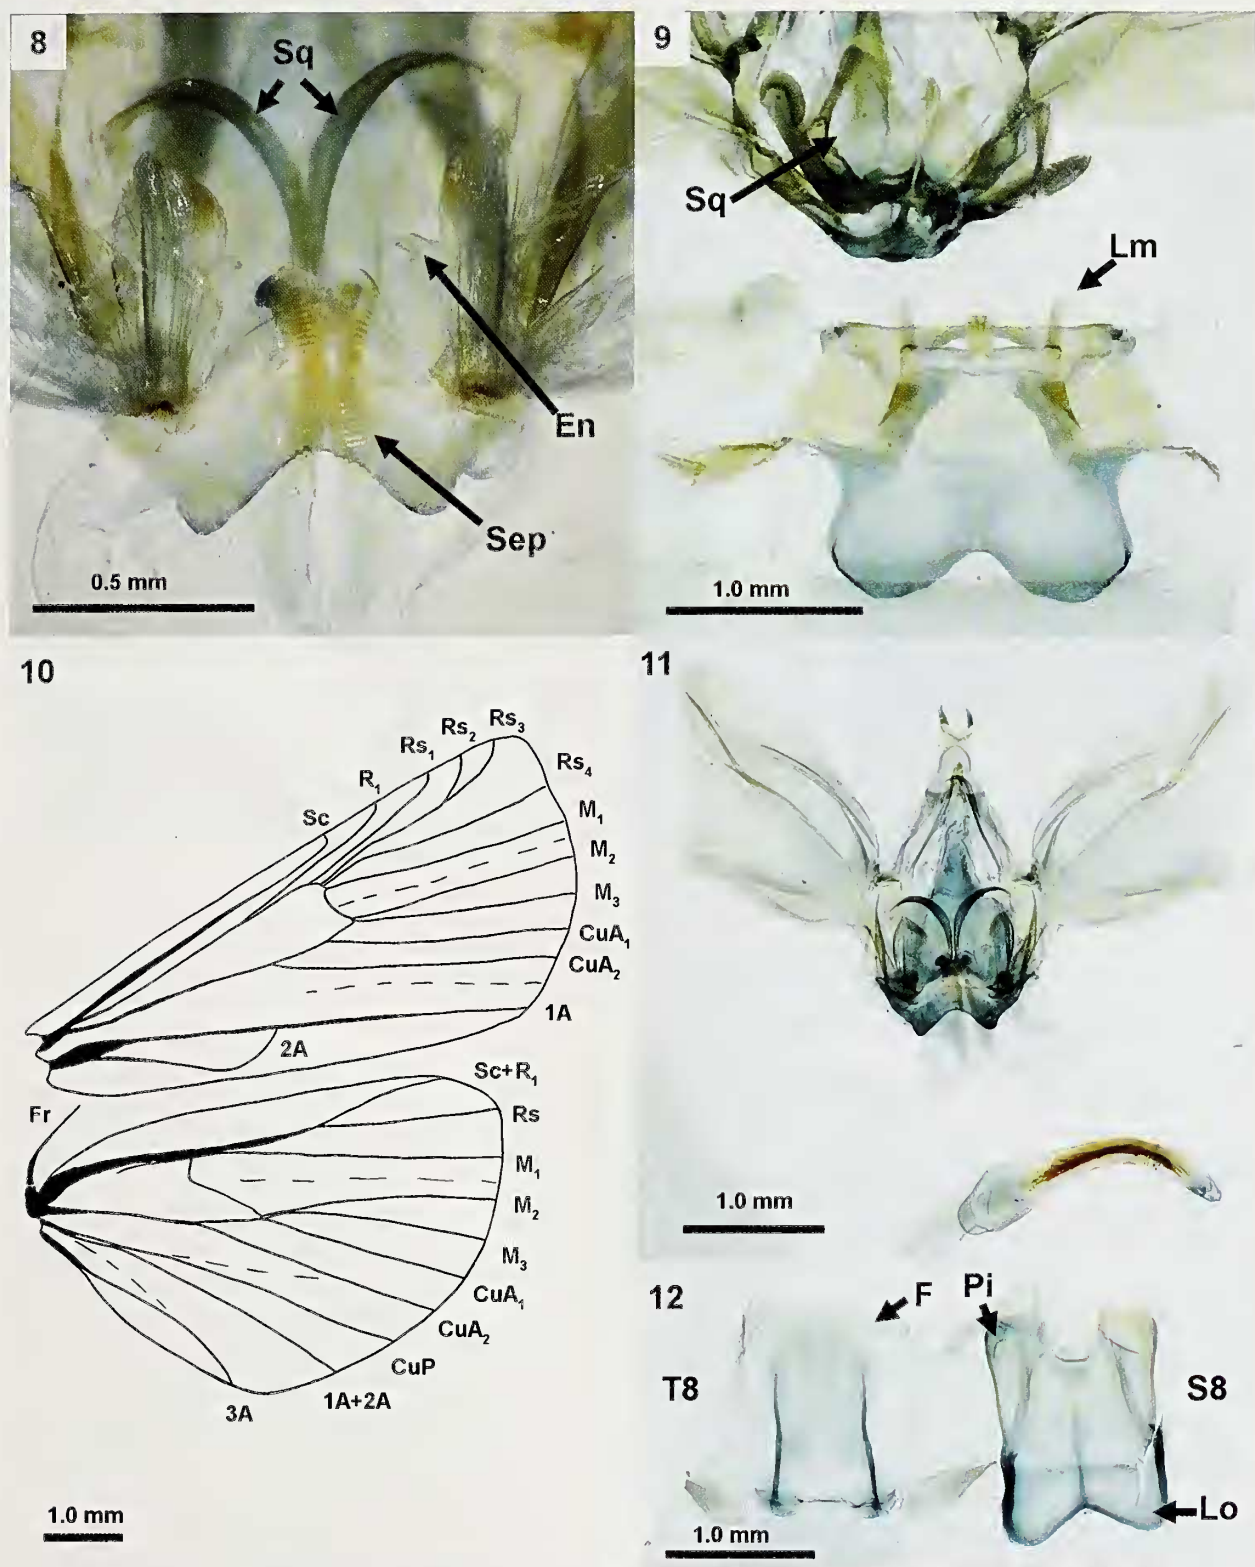 8
Sq
En
Sep
0.5 mm
9
Sq
Lm
1.0 mm
10
Sc
R₁
Rs₁
Rs₂
Rs₃
Rs₄
M₁
M₂
M₃
CuA₁
CuA₂
1A
2A
Sc+R₁
Fr
Rs
M₁
M₂
M₃
CuA₁
CuA₂
CuP
1A+2A
3A
1.0 mm
11
1.0 mm
12
F
Pi
T8
S8
Lo
1.0 mm